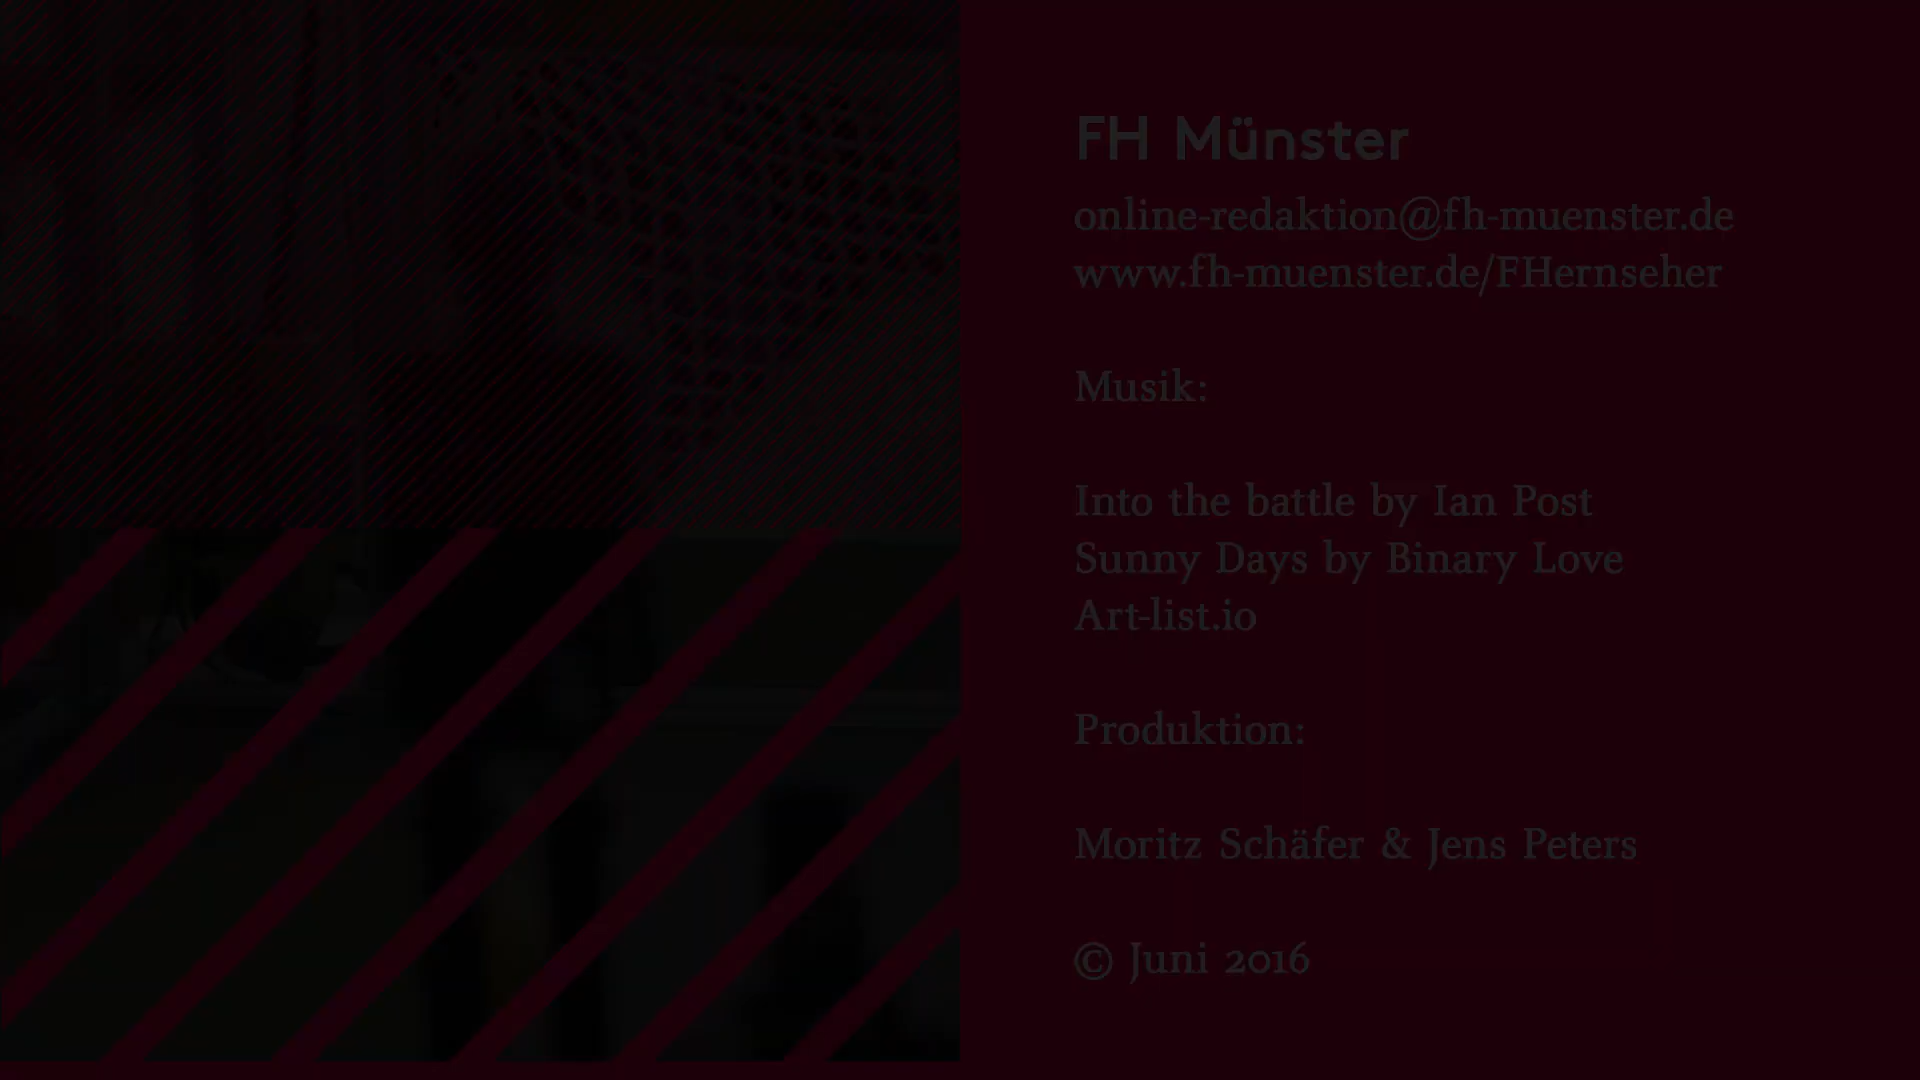 FH Münster
online-redaktion@fh-muenster.de
www.fh-muenster.de/FHernseher
Musik:
Into the battle by Ian Post
Sunny Days by Binary Love
Art-list.io
Produktion:
Moritz Schäfer & Jens Peters
© Juni 2016